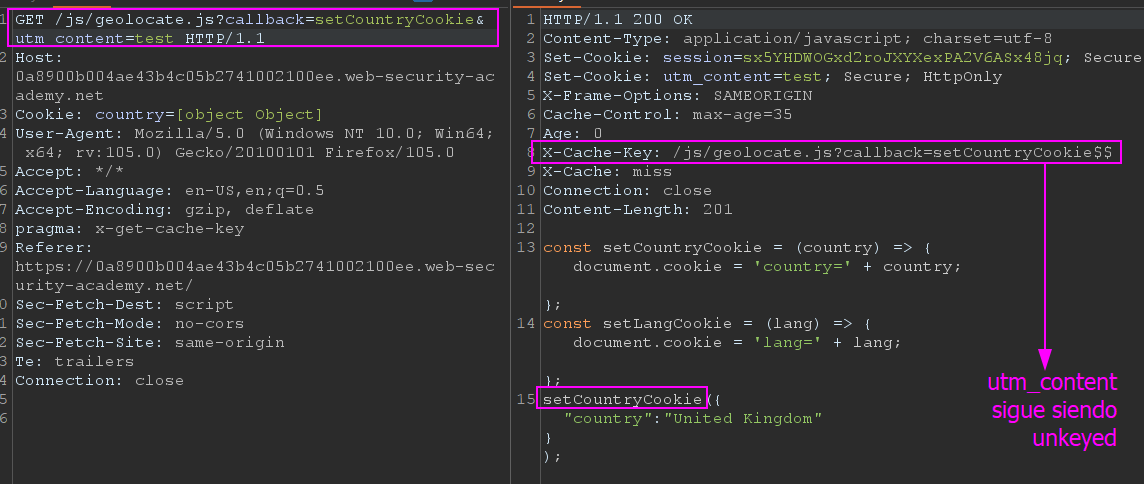 1 GET /js/geolocate.js?callback=setCountryCookie&
utm_content=test HTTP/1.1
2 Host:
0a8900b004ae43b4c05b2741002100ee.web-security-ac
ademy.net
3 Cookie: country=[object Object]
4 User-Agent: Mozilla/5.0 (Windows NT 10.0; Win64;
x64; rv:105.0) Gecko/20100101 Firefox/105.0
5 Accept: */*
6 Accept-Language: en-US,en;q=0.5
7 Accept-Encoding: gzip, deflate
8 pragma: x-get-cache-key
9 Referer:
https://0a8900b004ae43b4c05b2741002100ee.web-sec
urity-academy.net/
0 Sec-Fetch-Dest: script
1 Sec-Fetch-Mode: no-cors
2 Sec-Fetch-Site: same-origin
3 Te: trailers
4 Connection: close
5
6
1 HTTP/1.1 200 OK
2 Content-Type: application/javascript; charset=utf-8
3 Set-Cookie: session=sx5YHDWOGxd2roJXYXexPA2V6ASx48jq; Secure
4 Set-Cookie: utm_content=test; Secure; HttpOnly
5 X-Frame-Options: SAMEORIGIN
6 Cache-Control: max-age=35
7 Age: 0
8 X-Cache-Key: /js/geolocate.js?callback=setCountryCookie$$
9 X-Cache: miss
10 Connection: close
11 Content-Length: 201
12
13 const setCountryCookie = (country) => {
document.cookie = 'country=' + country;
};
14 const setLangCookie = (lang) => {
document.cookie = 'lang=' + lang;
};
15 setCountryCookie({
"country":"United Kingdom"
}
);
utm_content
sigue siendo
unkeyed